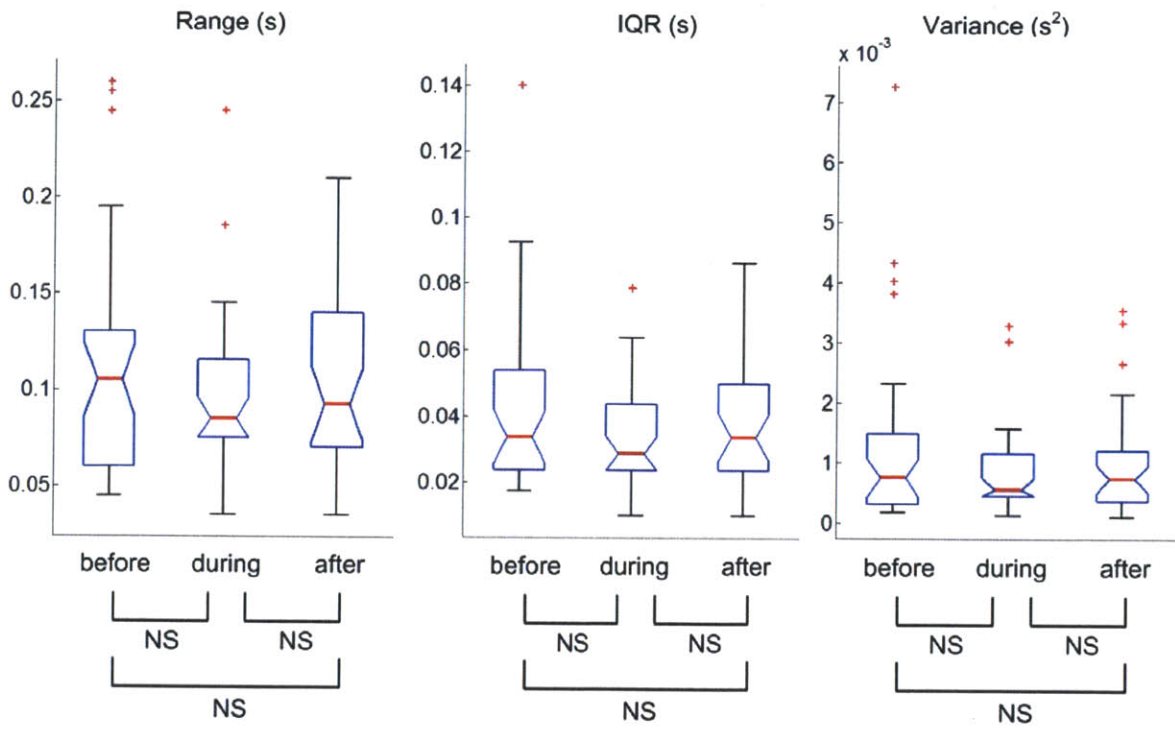 Range (s)
0.25
0.2
0.15
0.1
0.05
before during after
NS NS
NS
IQR (s)
0.14
0.12
0.1
0.08
0.06
0.04
0.02
before during after
NS NS
NS
Variance (s²)
x 10⁻³
7
6
5
4
3
2
1
0
before during after
NS NS
NS